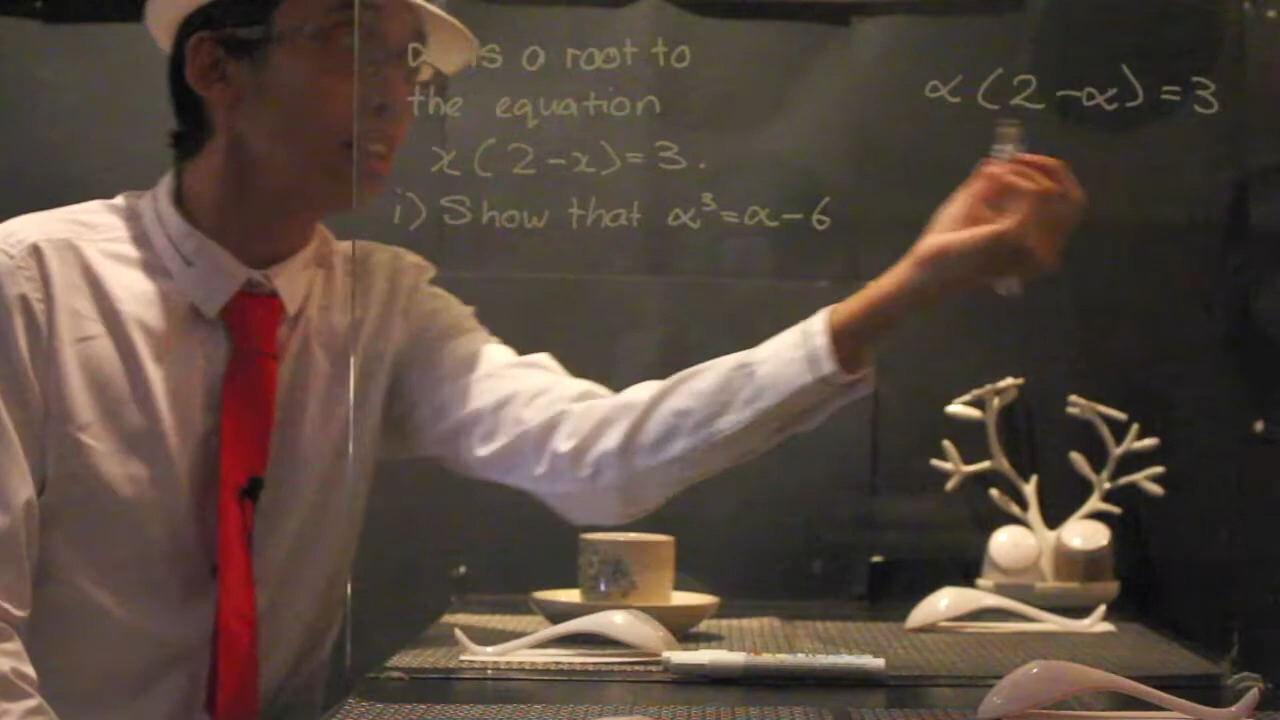 α is a root to
the equation
x(2-x)=3.
i) Show that α³=α-6
α(2-α)=3